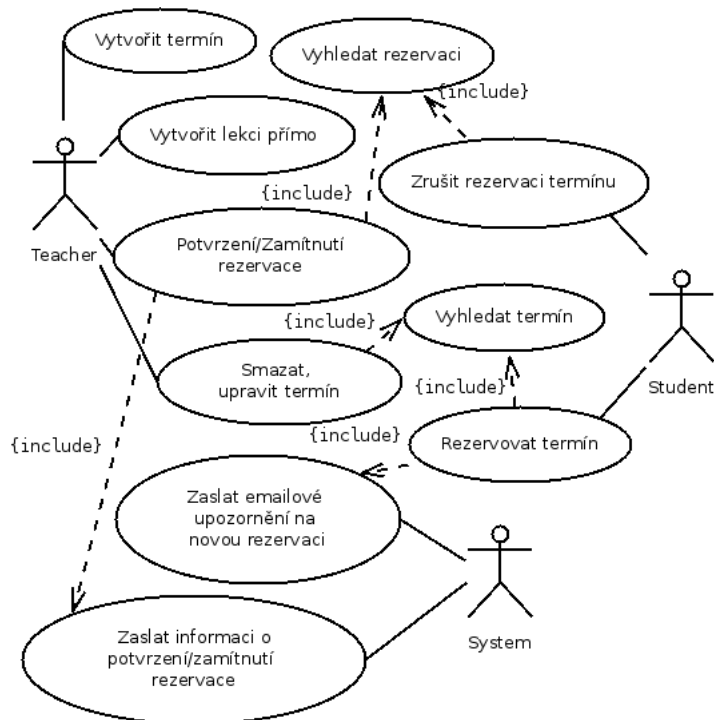 Vytvořit termín
Vyhledat rezervaci
{include}
Vytvořit lekci přímo
Zrušit rezervaci termínu
{include}
Teacher
Potvrzení/Zamítnutí
rezervace
Vyhledat termín
{include}
Smazat,
upravit termín
Student
{include}
{include}
Rezervovat termín
{include}
Zaslat emailové
upozornění na
novou rezervaci
System
Zaslat informaci o
potvrzení/zamítnutí
rezervace